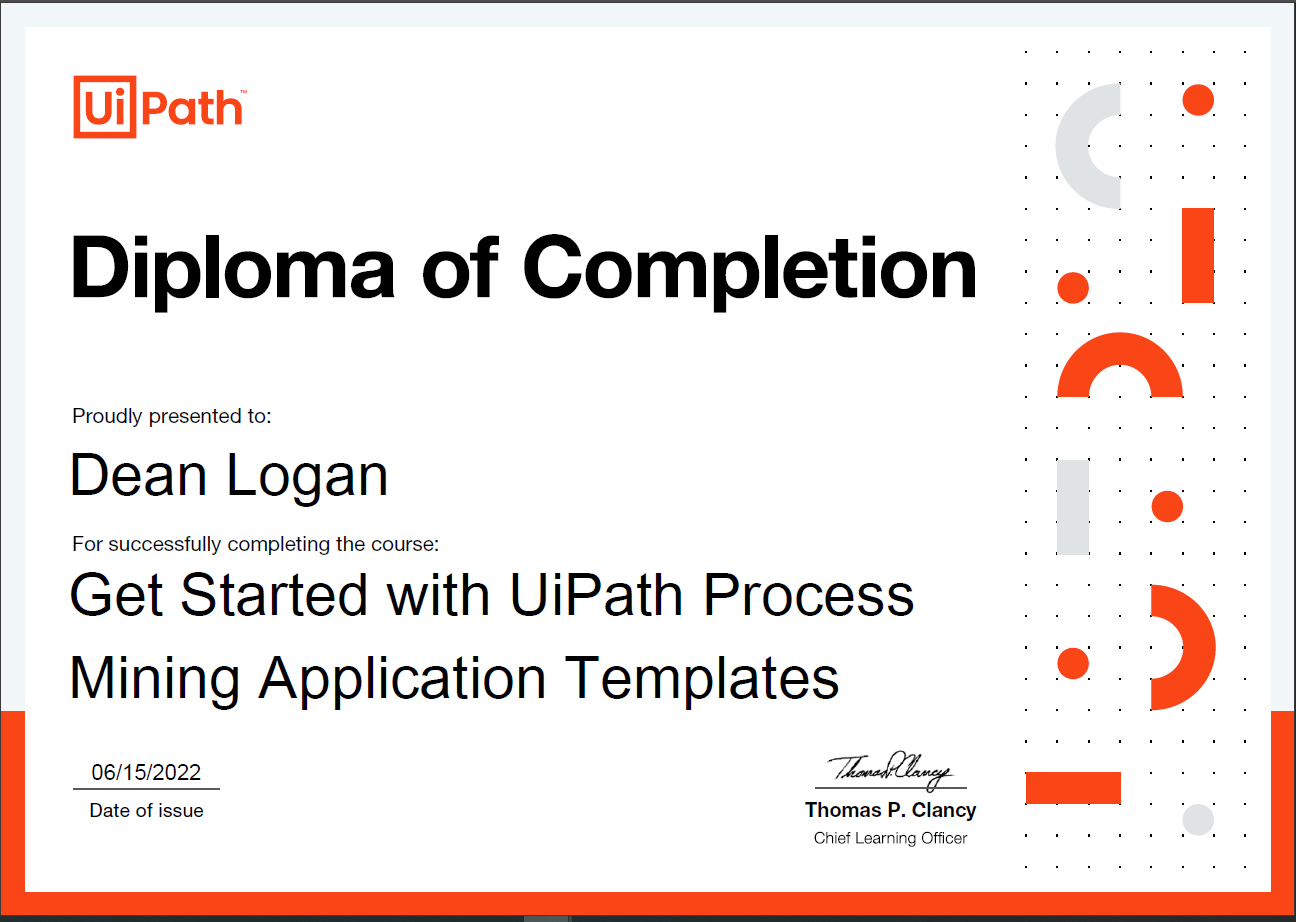 UiPath™
Diploma of Completion
Proudly presented to:
Dean Logan
For successfully completing the course:
Get Started with UiPath Process
Mining Application Templates
06/15/2022
Date of issue
Thomas P. Clancy
Thomas P. Clancy
Chief Learning Officer